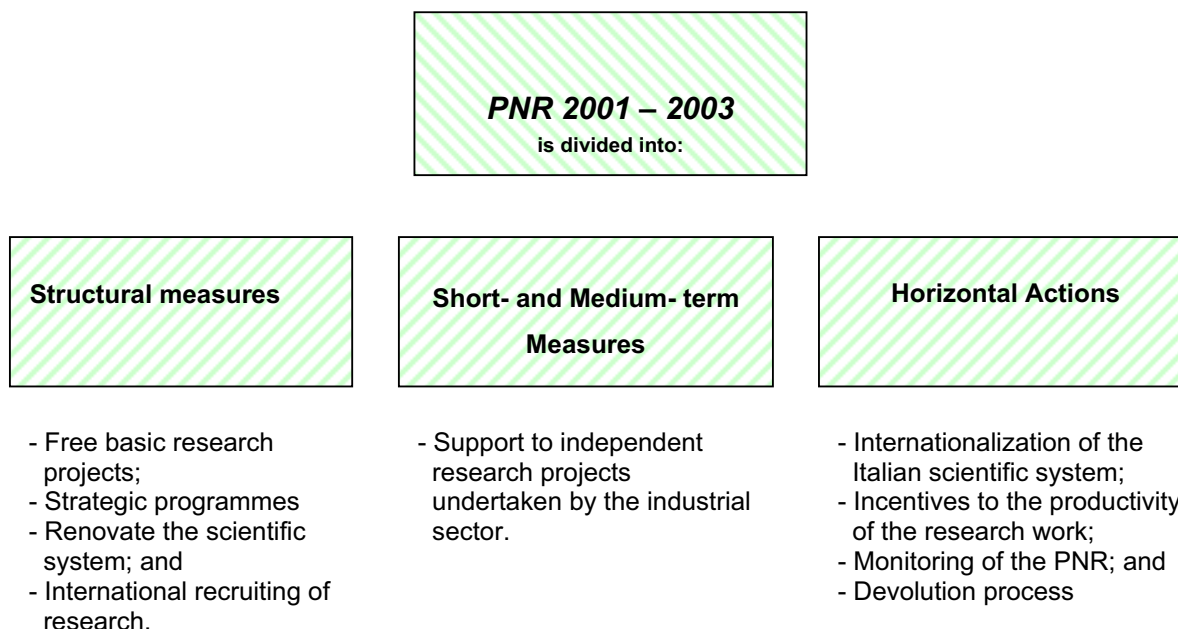 PNR 2001 – 2003
is divided into:
Structural measures
- Free basic research
projects;
- Strategic programmes
- Renovate the scientific
system; and
- International recruiting of
research.
Short- and Medium- term
Measures
- Support to independent
research projects
undertaken by the industrial
sector.
Horizontal Actions
- Internationalization of the
Italian scientific system;
- Incentives to the productivity
of the research work;
- Monitoring of the PNR; and
- Devolution process